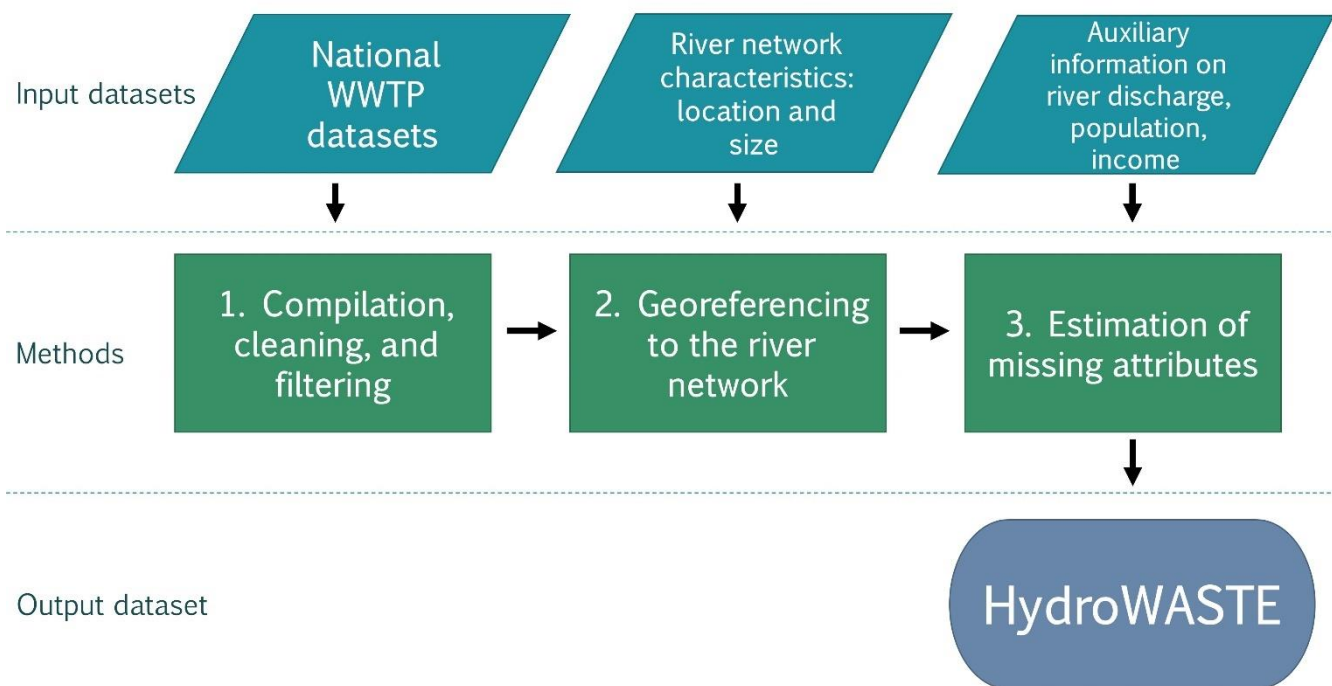 Input datasets
National
WWTP
datasets
River network
characteristics:
location and
size
Auxiliary
information on
river discharge,
population,
income
Methods
1. Compilation,
cleaning, and
filtering
2. Georeferencing
to the river
network
3. Estimation of
missing attributes
Output dataset
HydroWASTE